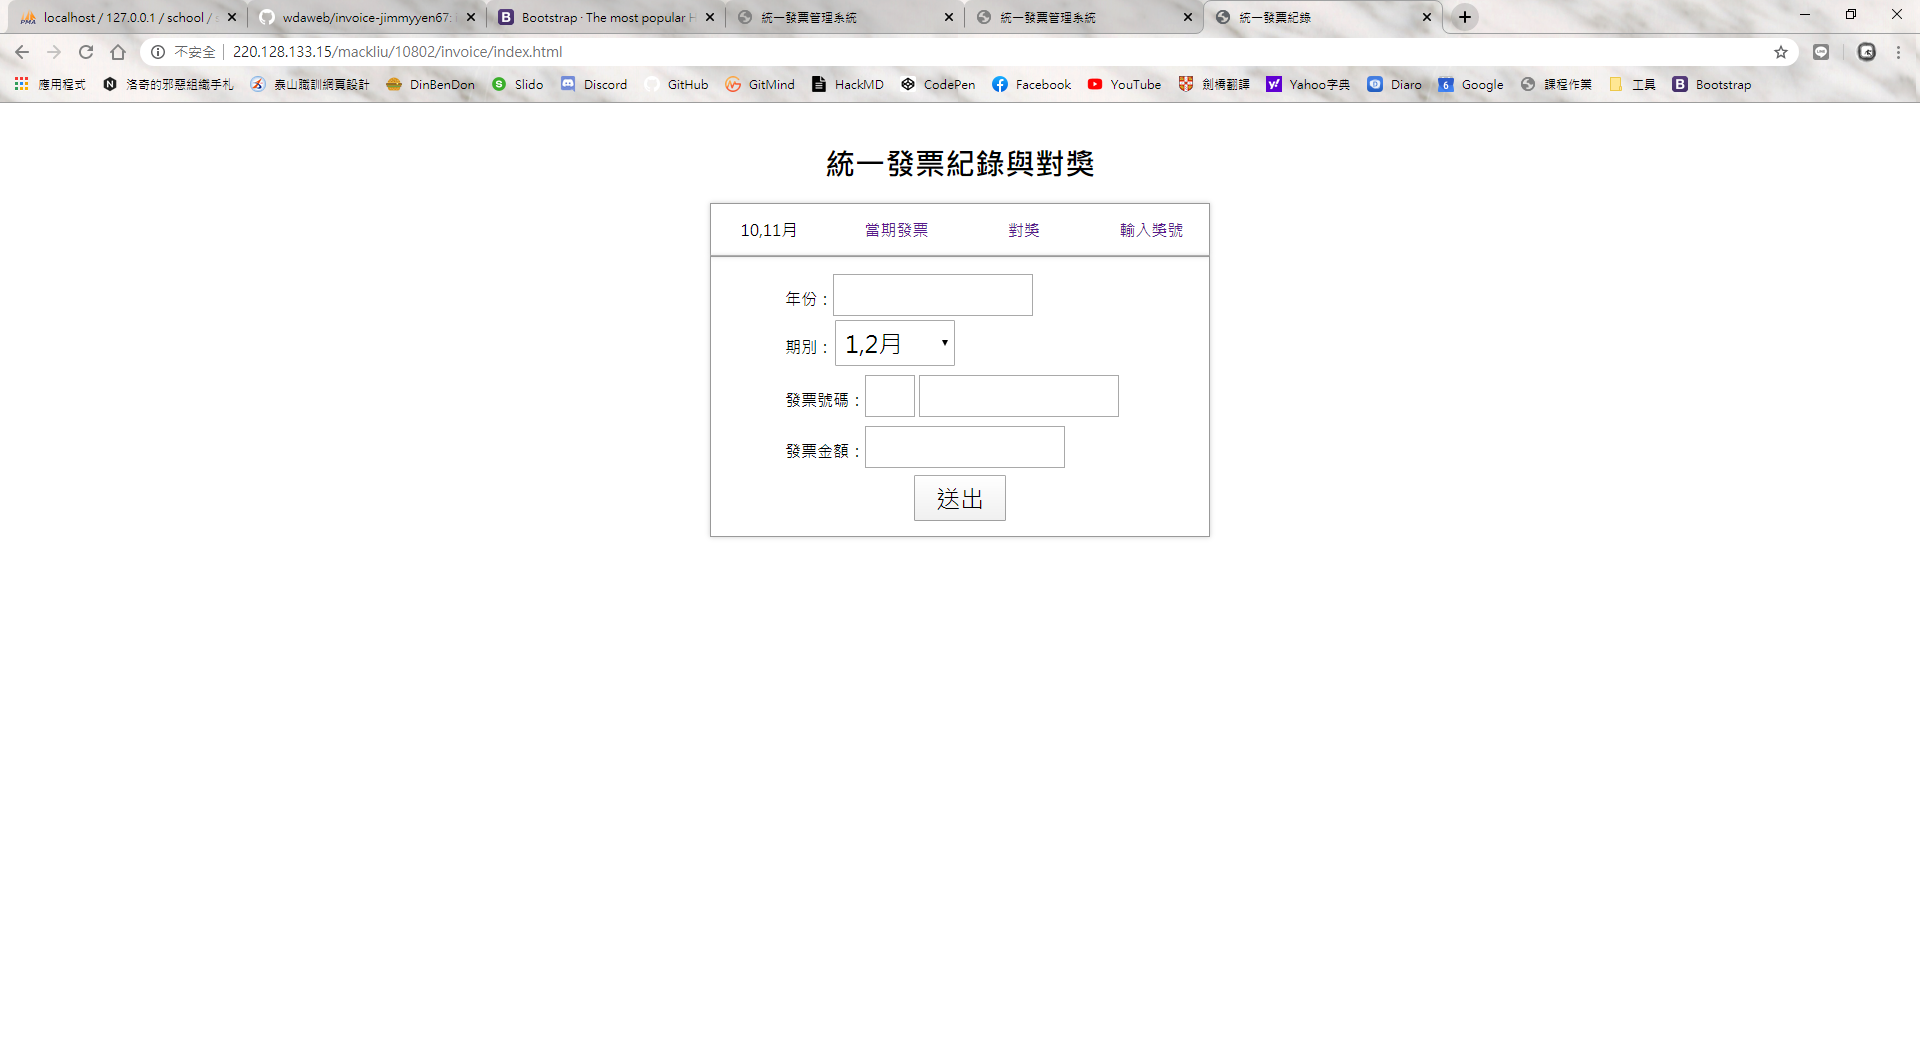 localhost / 127.0.0.1 / school / s
wdaweb/invoice-jimmyyen67:
Bootstrap · The most popular H
統一發票管理系統
統一發票管理系統
統一發票紀錄
不安全
220.128.133.15/mackliu/10802/invoice/index.html
應用程式
洛奇的邪惡組織手札
泰山職訓網頁設計
DinBenDon
Slido
Discord
GitHub
GitMind
HackMD
CodePen
Facebook
YouTube
劍橋翻譯
Yahoo字典
Diaro
Google
課程作業
工具
Bootstrap
統一發票紀錄與對獎
10,11月 當期發票 對獎 輸入獎號
年份：
期別： 1,2月
發票號碼：
發票金額：
送出